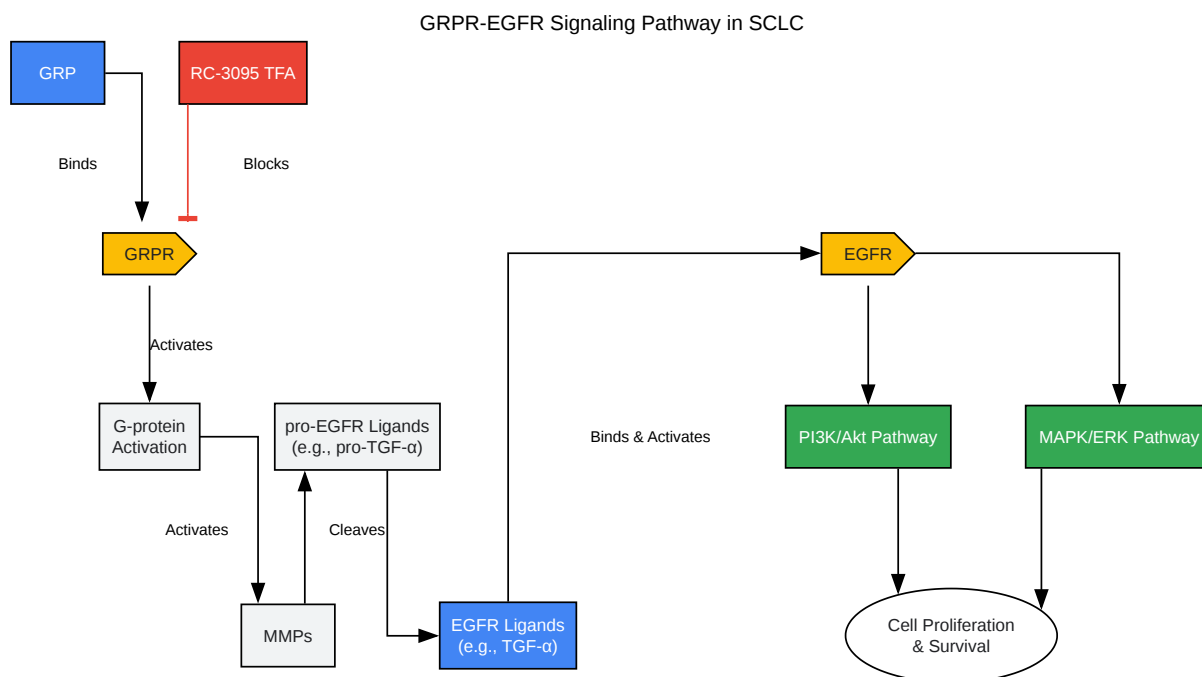 GRPR-EGFR Signaling Pathway in SCLC
GRP
RC-3095 TFA
Binds
Blocks
GRPR
EGFR
Activates
G-protein
Activation
pro-EGFR Ligands
(e.g., pro-TGF-α)
Binds & Activates
PI3K/Akt Pathway
MAPK/ERK Pathway
Activates
Cleaves
MMPs
EGFR Ligands
(e.g., TGF-α)
Cell Proliferation
& Survival